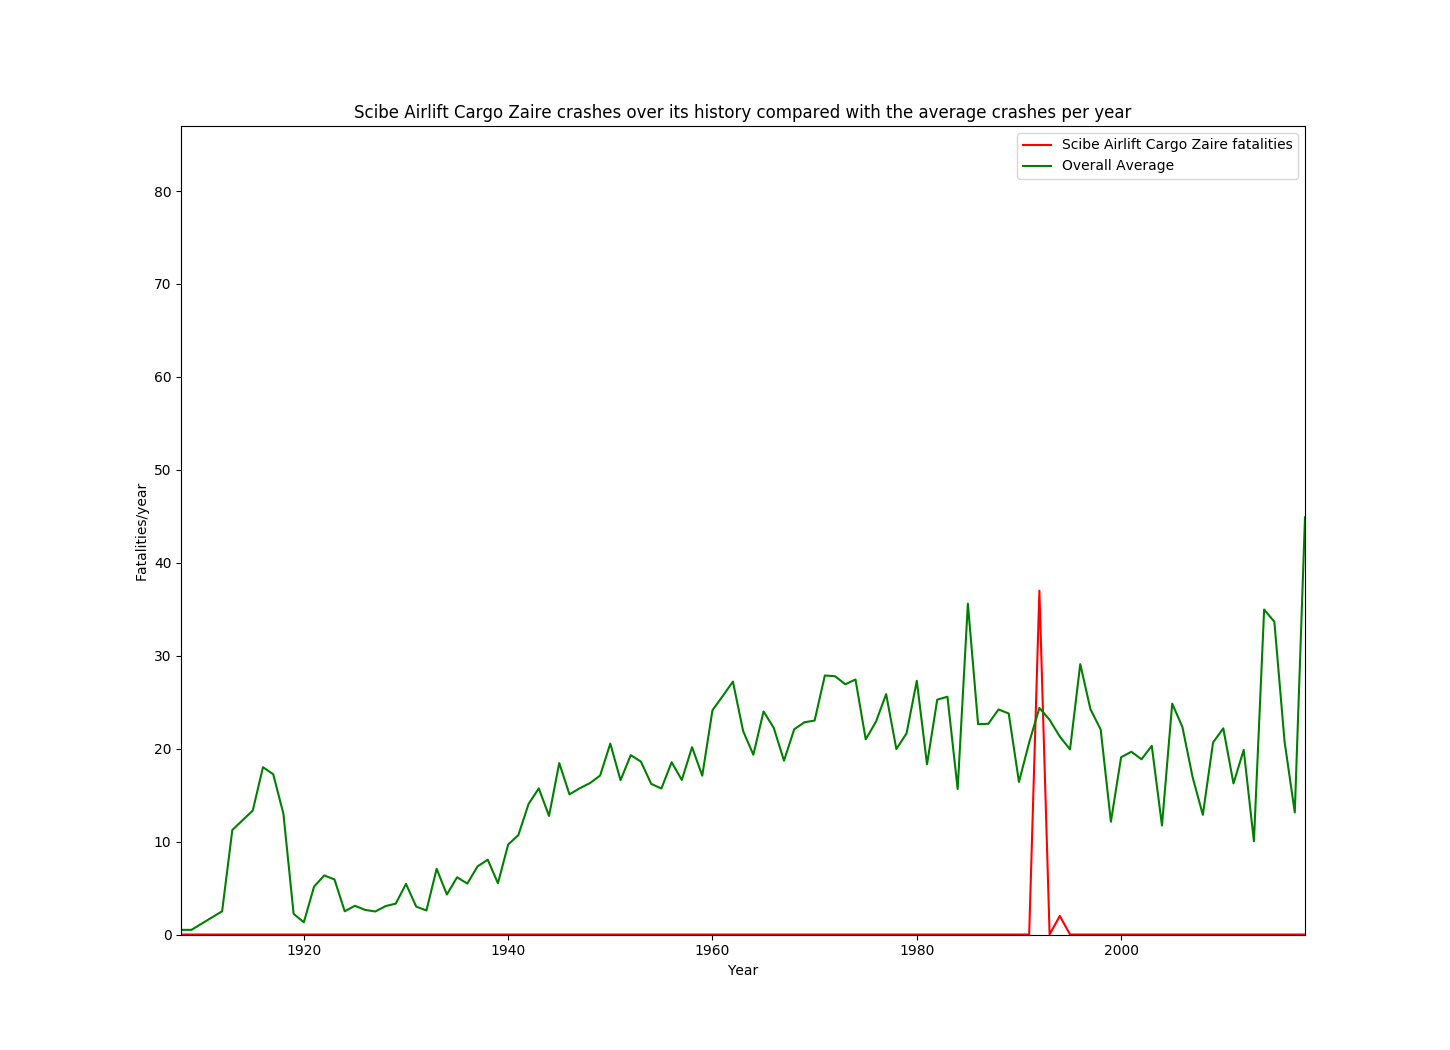 Scibe Airlift Cargo Zaire crashes over its history compared with the average crashes per year
Scibe Airlift Cargo Zaire fatalities
Overall Average
Fatalities/year
80
70
60
50
40
30
20
10
0
1920 1940 1960 1980 2000
Year